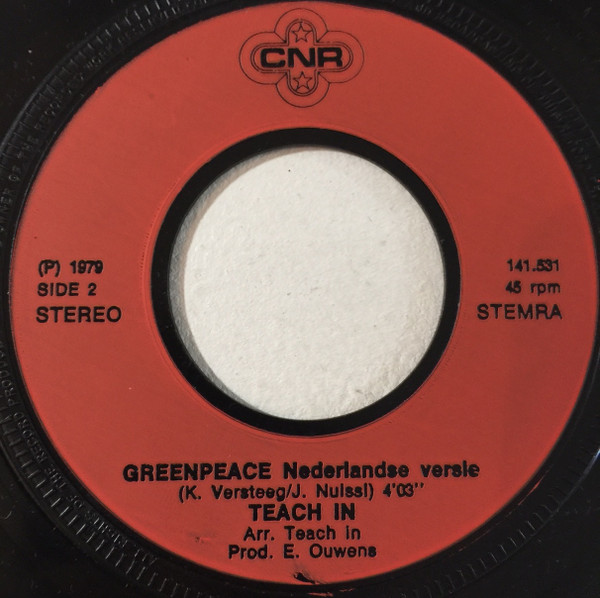 CNR
(P) 1979
SIDE 2
STEREO
141.531
45 rpm
STEMRA
GREENPEACE Nederlandse versie
(K. Versteeg/J. Nuissl) 4'03"
TEACH IN
Arr. Teach in
Prod. E. Ouwens